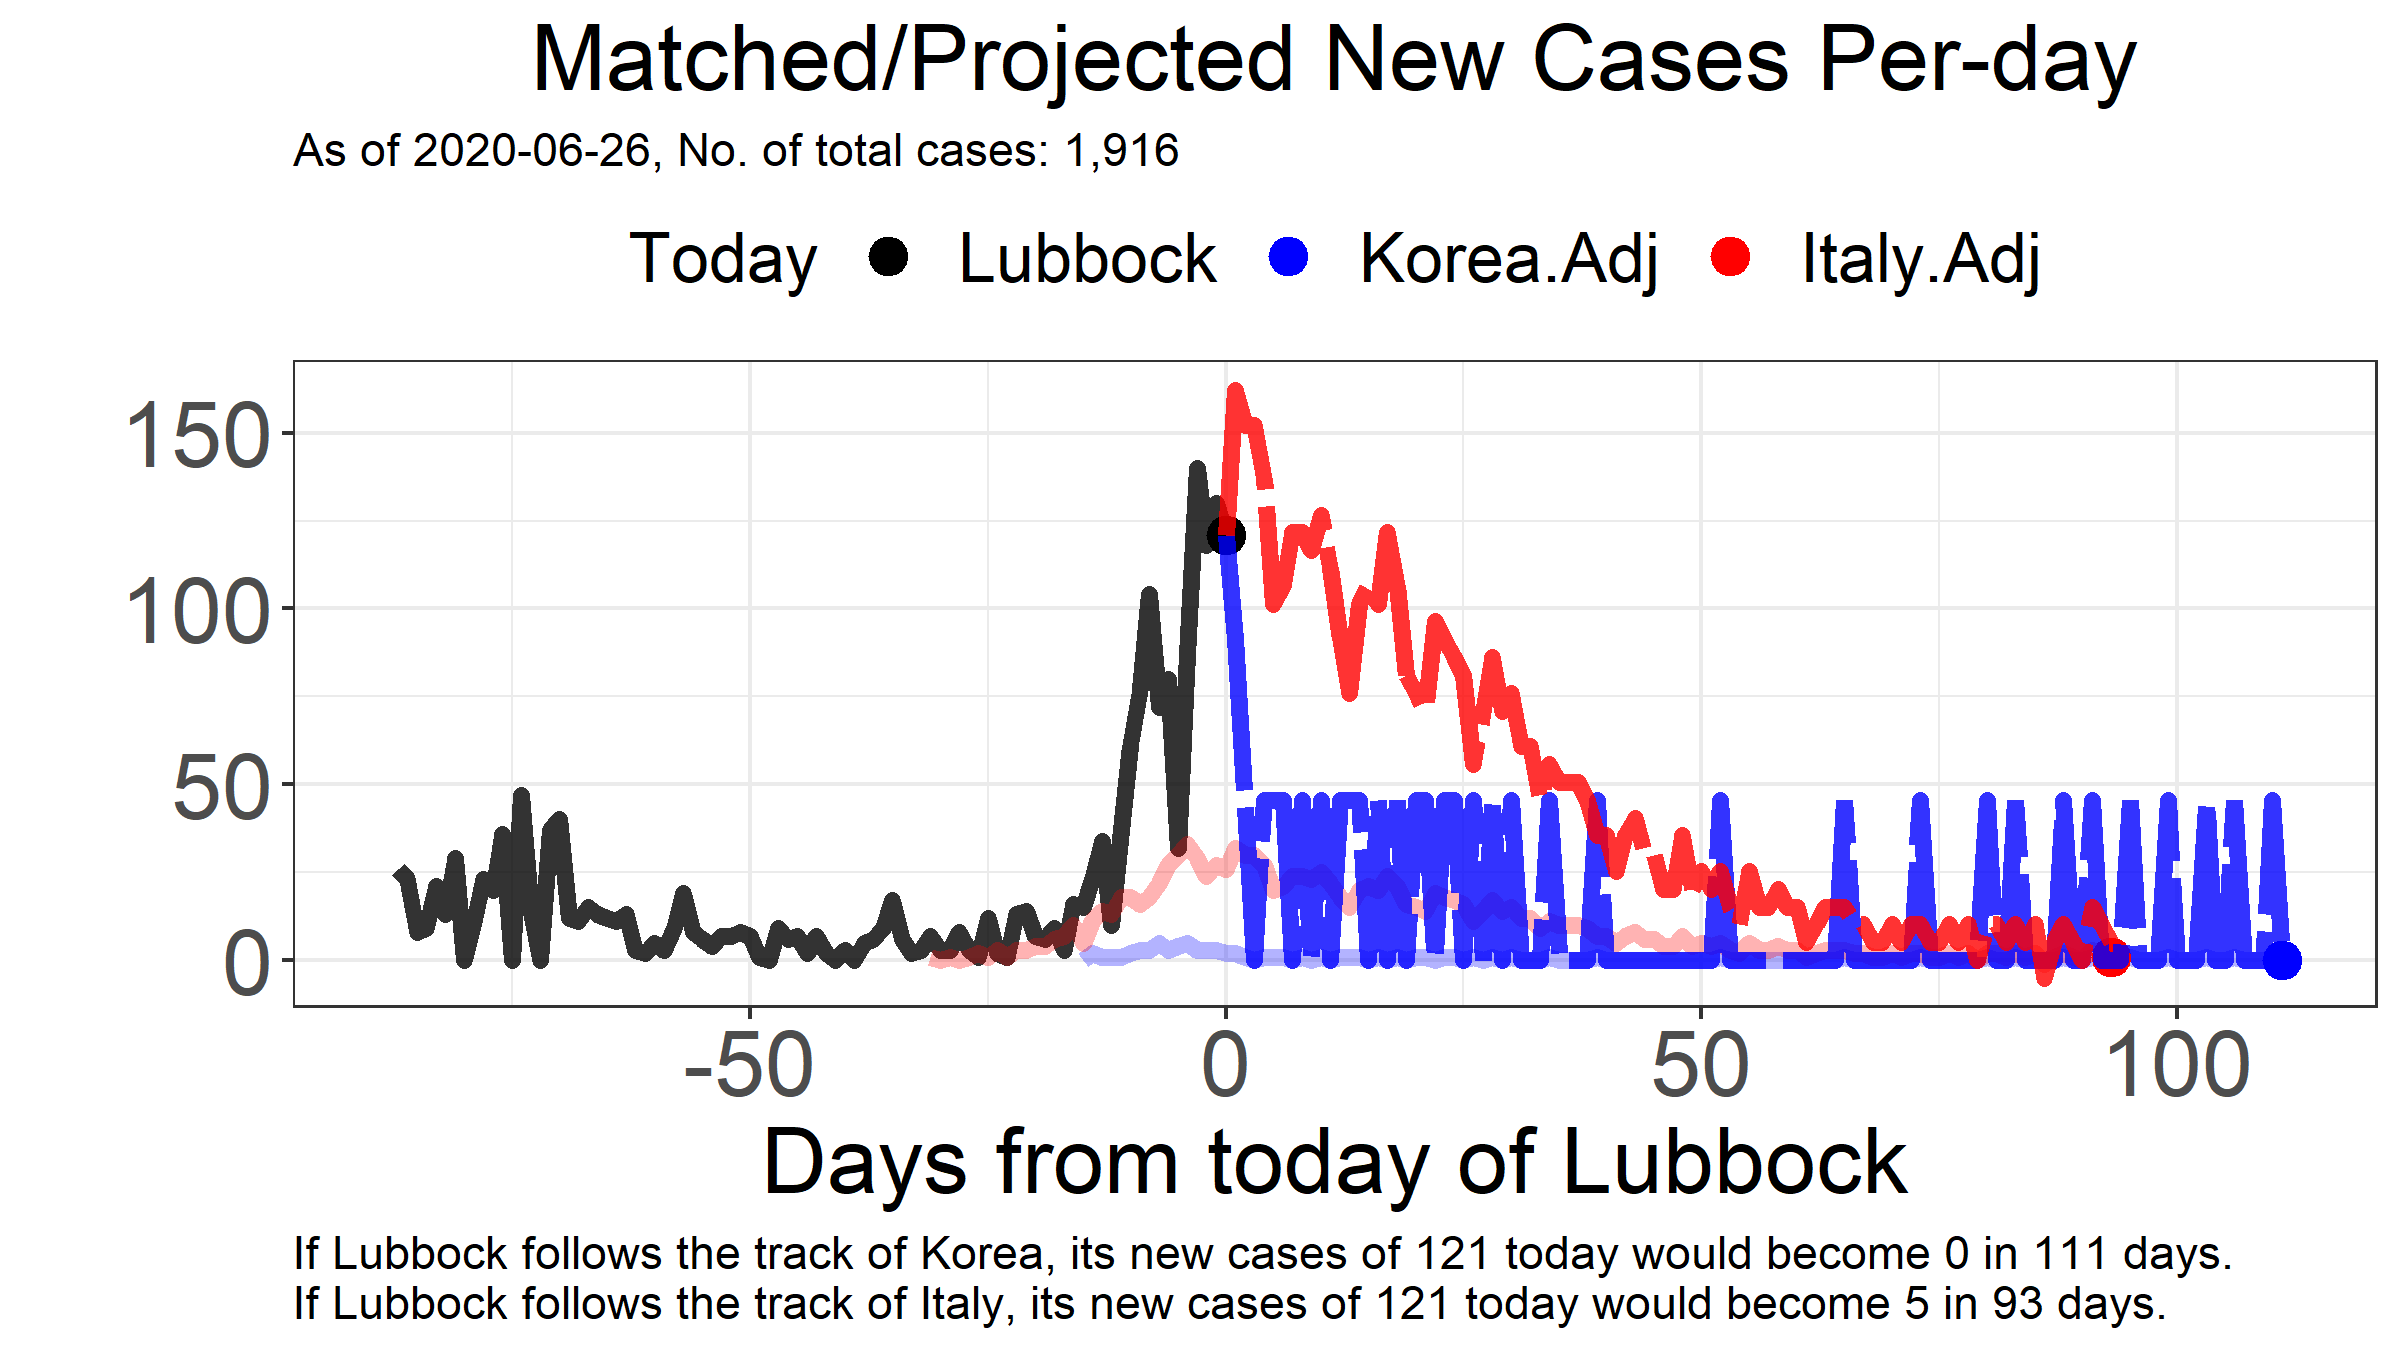 Matched/Projected New Cases Per-day
As of 2020-06-26, No. of total cases: 1,916
Today Lubbock Korea.Adj Italy.Adj
150
100
50
0
-50 0 50 100
Days from today of Lubbock
If Lubbock follows the track of Korea, its new cases of 121 today would become 0 in 111 days.
If Lubbock follows the track of Italy, its new cases of 121 today would become 5 in 93 days.